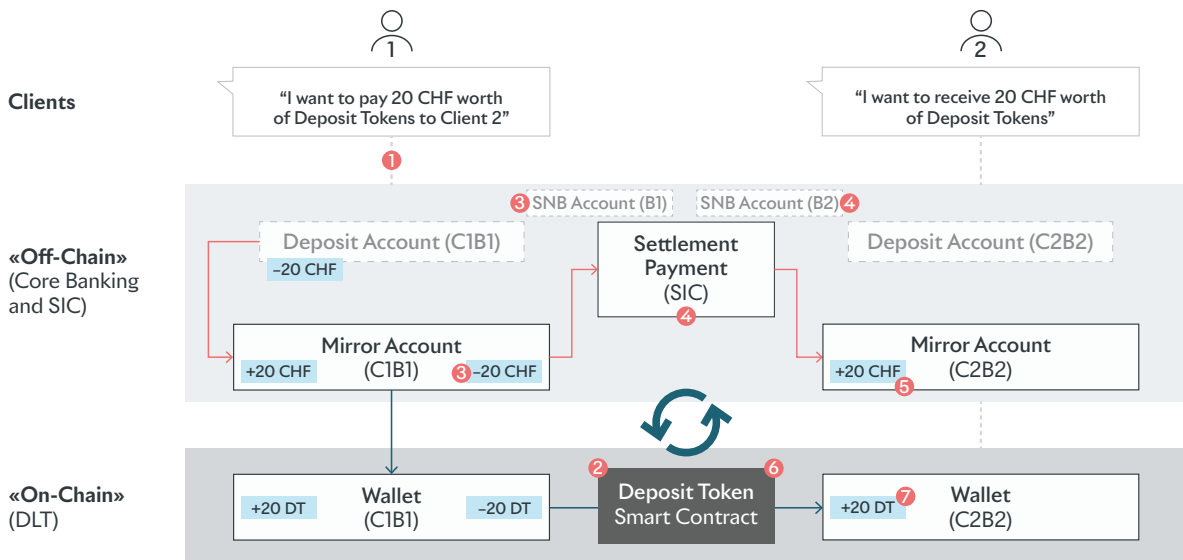 1
2
Clients
“I want to pay 20 CHF worth
of Deposit Tokens to Client 2”
“I want to receive 20 CHF worth
of Deposit Tokens”
1
3
SNB Account (B1)
SNB Account (B2)
4
«Off-Chain»
(Core Banking
and SIC)
Deposit Account (C1B1)
–20 CHF
Settlement
Payment
(SIC)
4
Deposit Account (C2B2)
Mirror Account
(C1B1)
+20 CHF
3
–20 CHF
Mirror Account
(C2B2)
+20 CHF
5
«On-Chain»
(DLT)
Wallet
(C1B1)
+20 DT
–20 DT
2
6
Deposit Token
Smart Contract
+20 DT
7
Wallet
(C2B2)